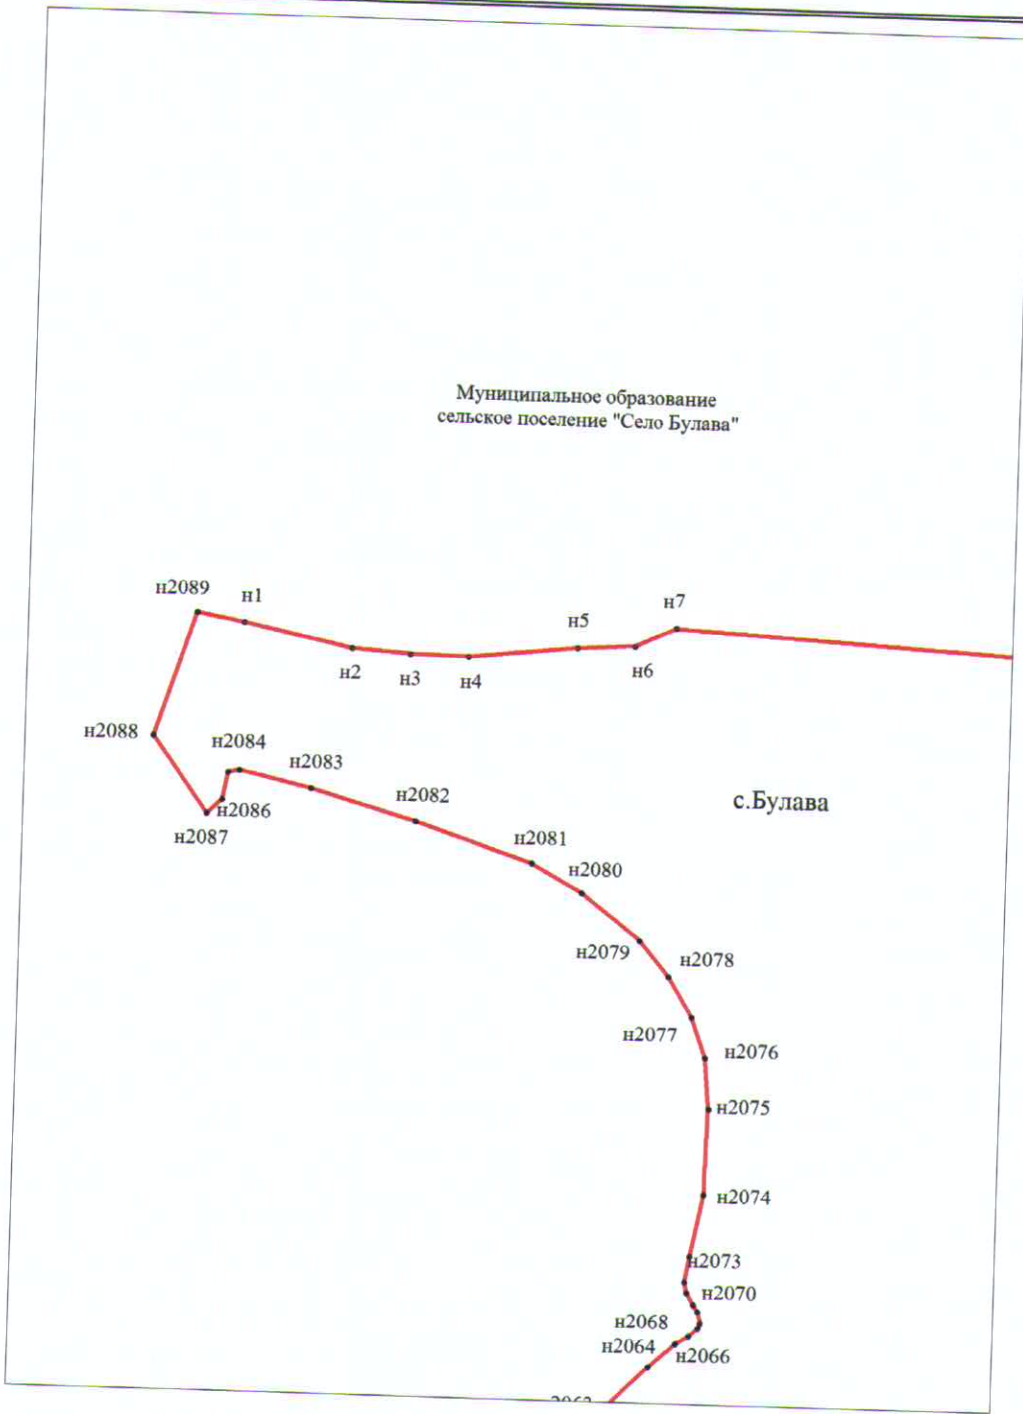 Муниципальное образование
сельское поселение "Село Булава"
н2089
н1
н7
н5
н2
н3
н4
н6
н2088
н2084
н2083
с.Булава
н2086
н2082
н2087
н2081
н2080
н2079
н2078
н2077
н2076
н2075
н2074
н2073
н2070
н2068
н2064
н2066